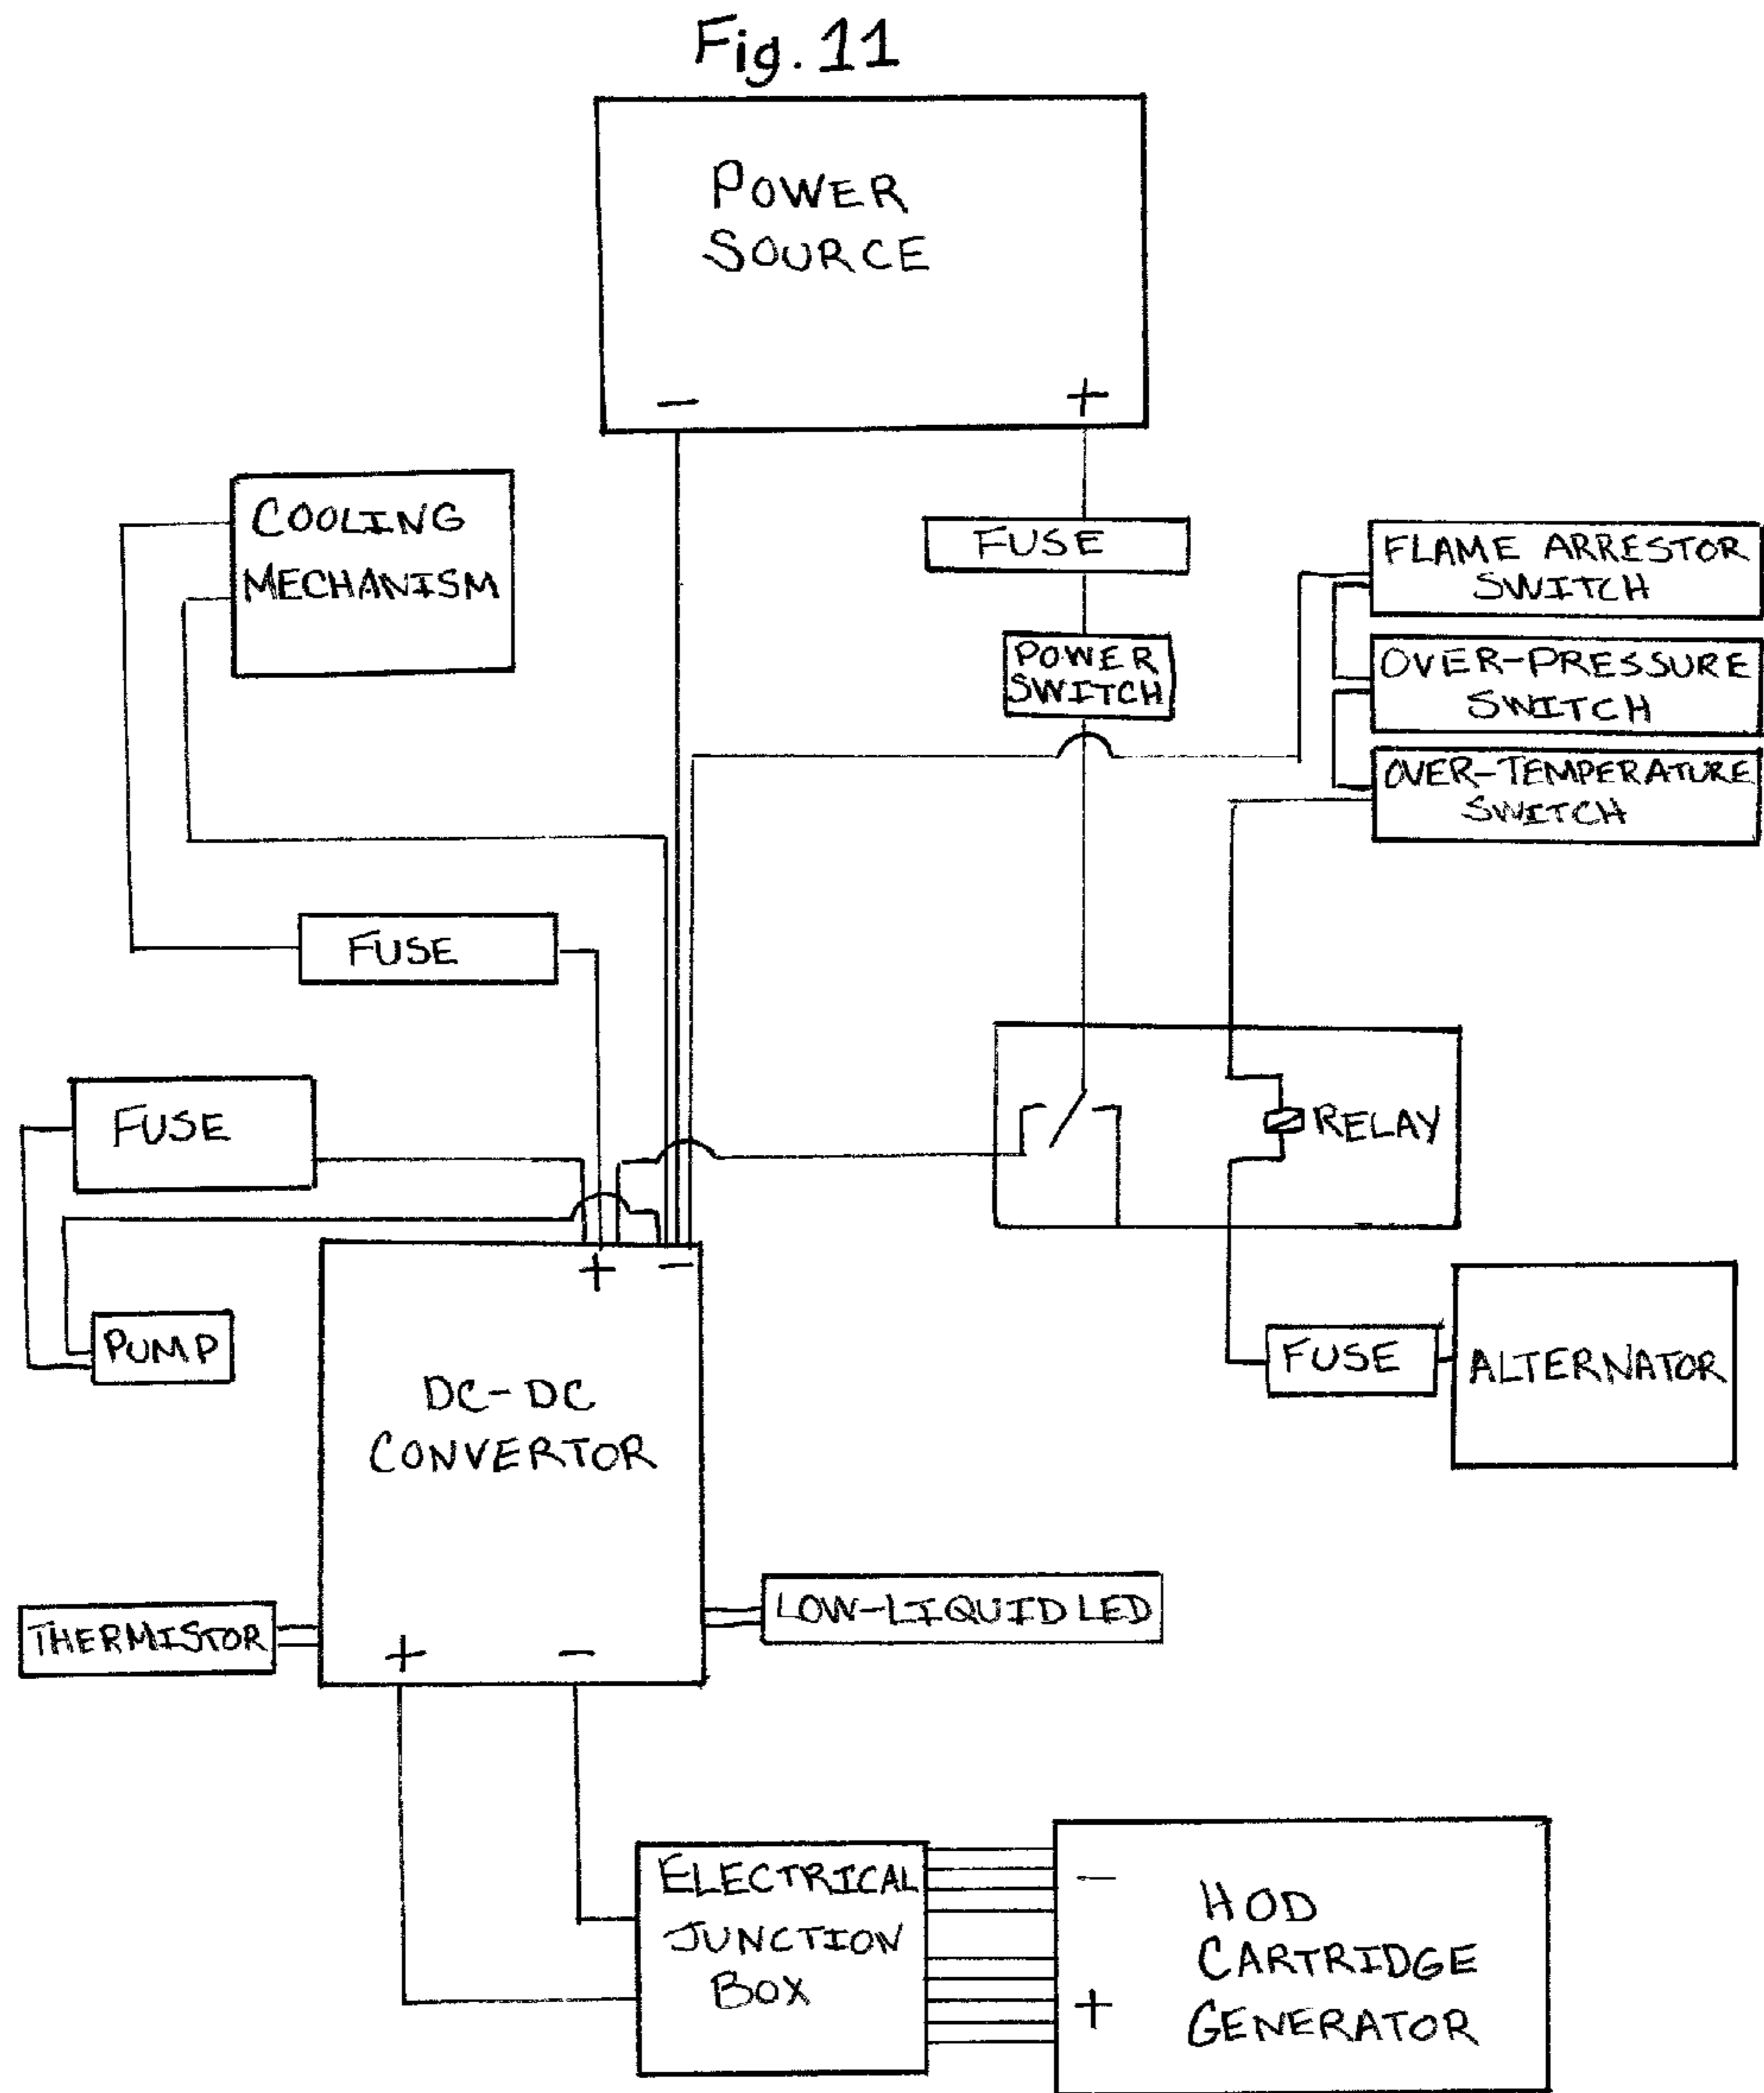 Fig. 11
POWER
SOURCE
- +
COOLING
MECHANISM
FUSE
FLAME ARRESTOR
SWITCH
POWER
SWITCH
OVER-PRESSURE
SWITCH
OVER-TEMPERATURE
SWITCH
FUSE
FUSE
RELAY
+ -
PUMP
FUSE
ALTERNATOR
DC-DC
CONVERTOR
THERMISTOR
LOW-LIQUID LED
+ -
ELECTRICAL
JUNCTION
BOX
-
+
HOD
CARTRIDGE
GENERATOR